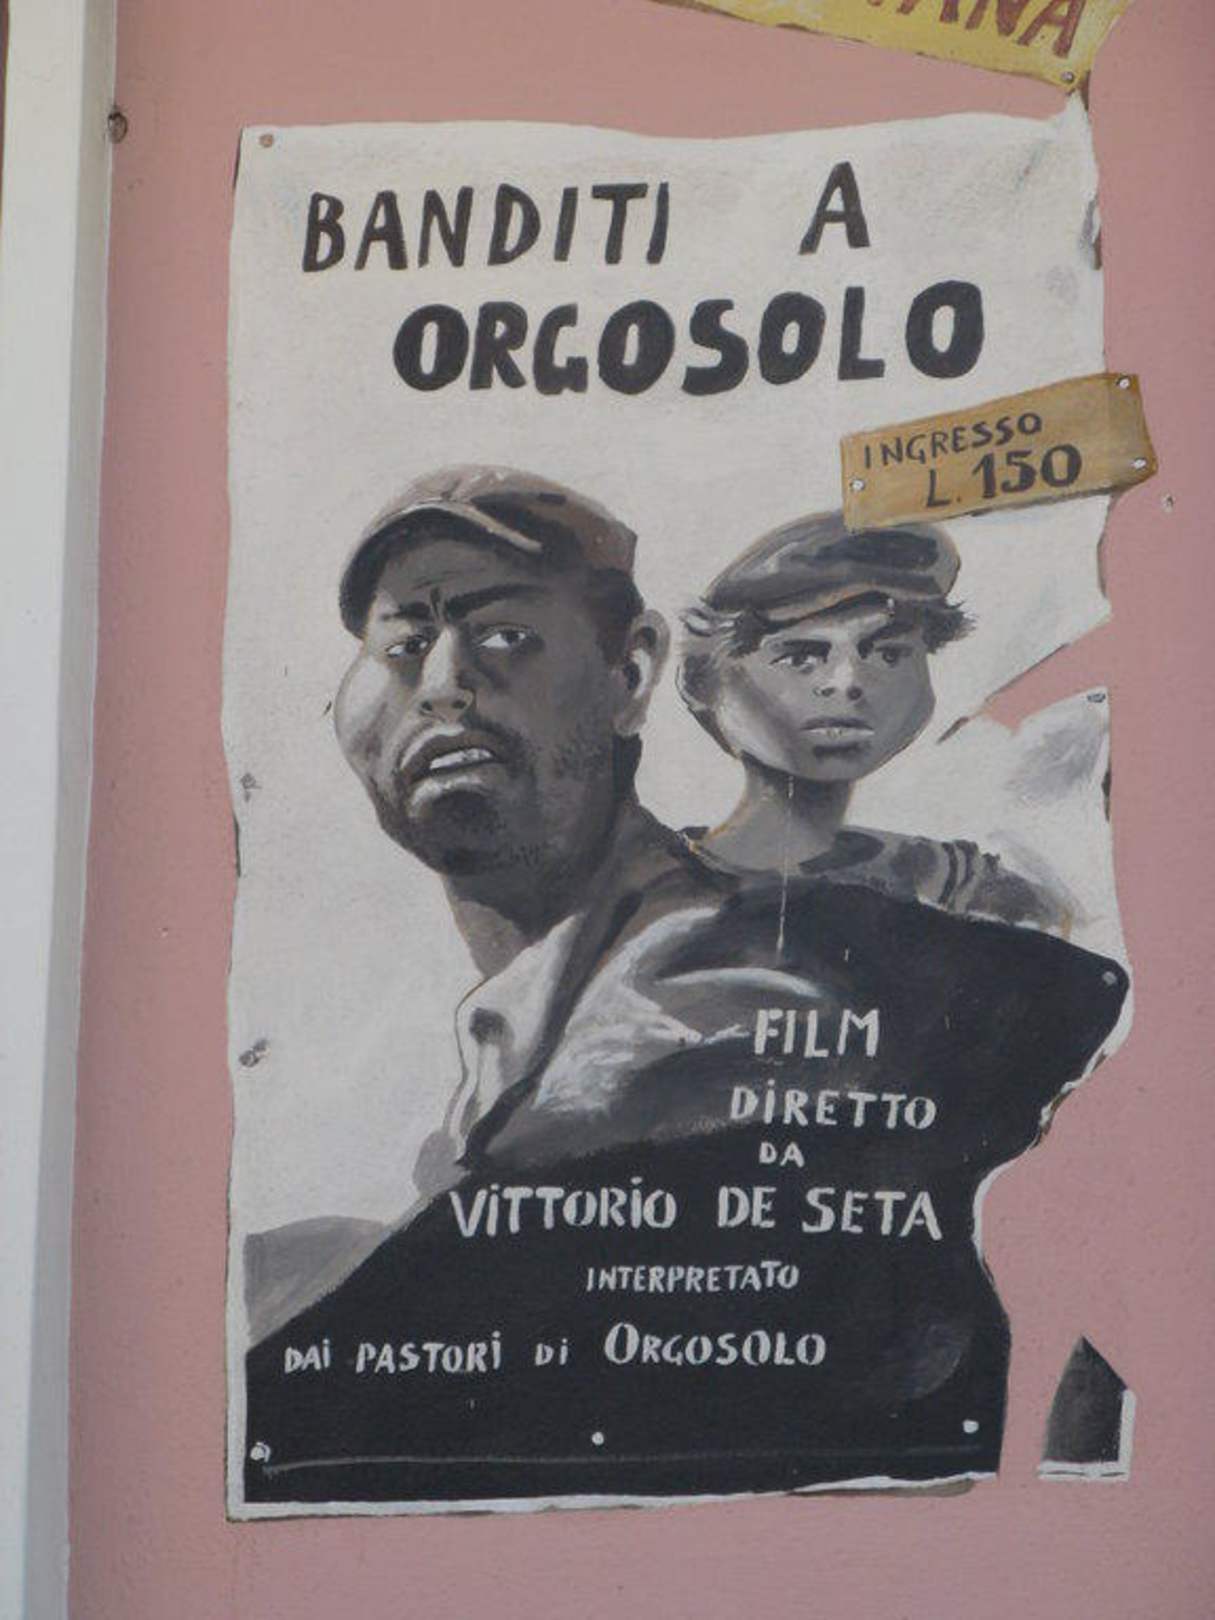 BANDITI A
ORGOSOLO
INGRESSO
L. 150
FILM
DIRETTO
DA
VITTORIO DE SETA
INTERPRETATO
DAI PASTORI DI ORGOSOLO